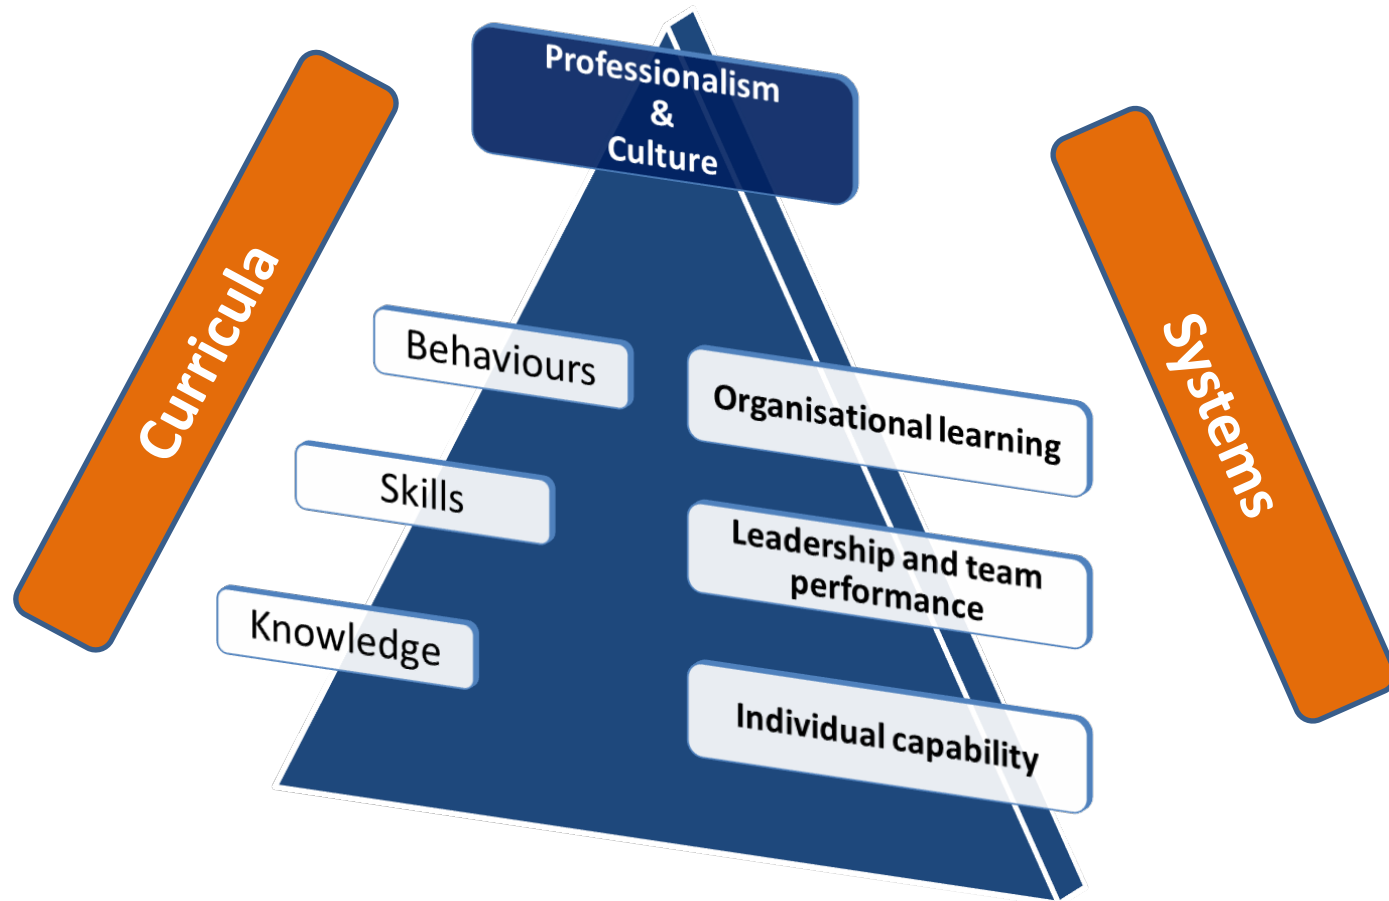 Professionalism
&
Culture
Curricula
Behaviours
Skills
Knowledge
Organisational learning
Leadership and team
performance
Individual capability
Systems